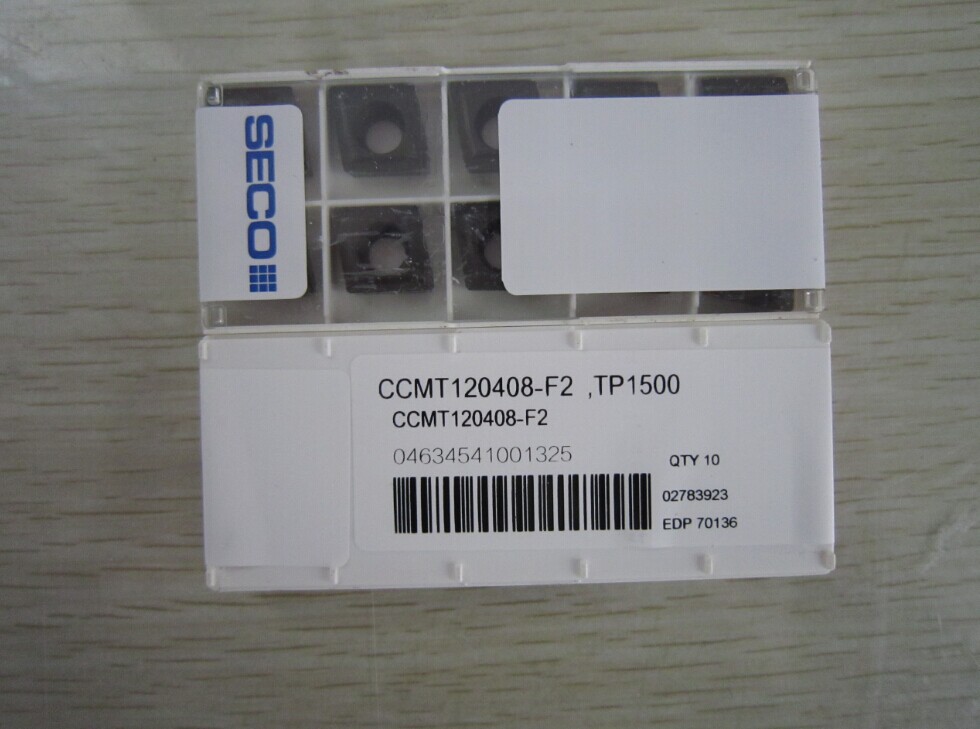 SECO
CCMT120408-F2 ,TP1500
CCMT120408-F2
04634541001325
QTY 10
02783923
EDP 70136